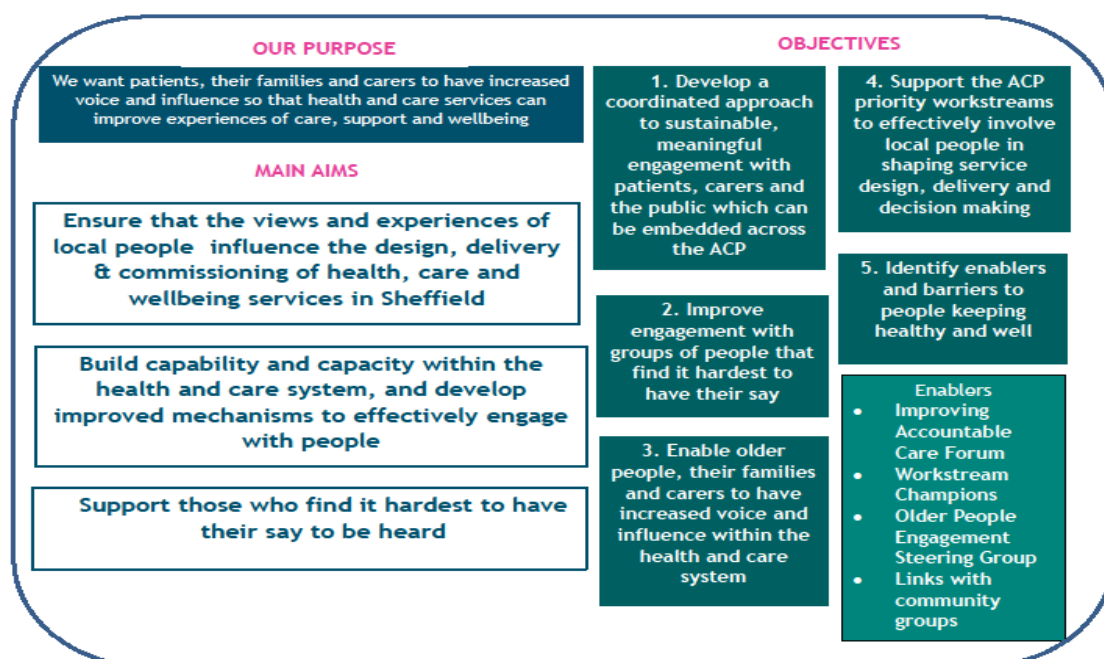 OUR PURPOSE
We want patients, their families and carers to have increased
voice and influence so that health and care services can
improve experiences of care, support and wellbeing
MAIN AIMS
Ensure that the views and experiences of
local people influence the design, delivery
& commissioning of health, care and
wellbeing services in Sheffield
Build capability and capacity within the
health and care system, and develop
improved mechanisms to effectively engage
with people
Support those who find it hardest to have
their say to be heard
OBJECTIVES
1. Develop a
coordinated approach
to sustainable,
meaningful
engagement with
patients, carers and
the public which can
be embedded across
the ACP
2. Improve
engagement with
groups of people that
find it hardest to
have their say
3. Enable older
people, their families
and carers to have
increased voice and
influence within the
health and care
system
4. Support the ACP
priority workstreams
to effectively involve
local people in
shaping service
design, delivery and
decision making
5. Identify enablers
and barriers to
people keeping
healthy and well
Enablers
• Improving
Accountable
Care Forum
• Workstream
Champions
• Older People
Engagement
Steering Group
• Links with
community
groups